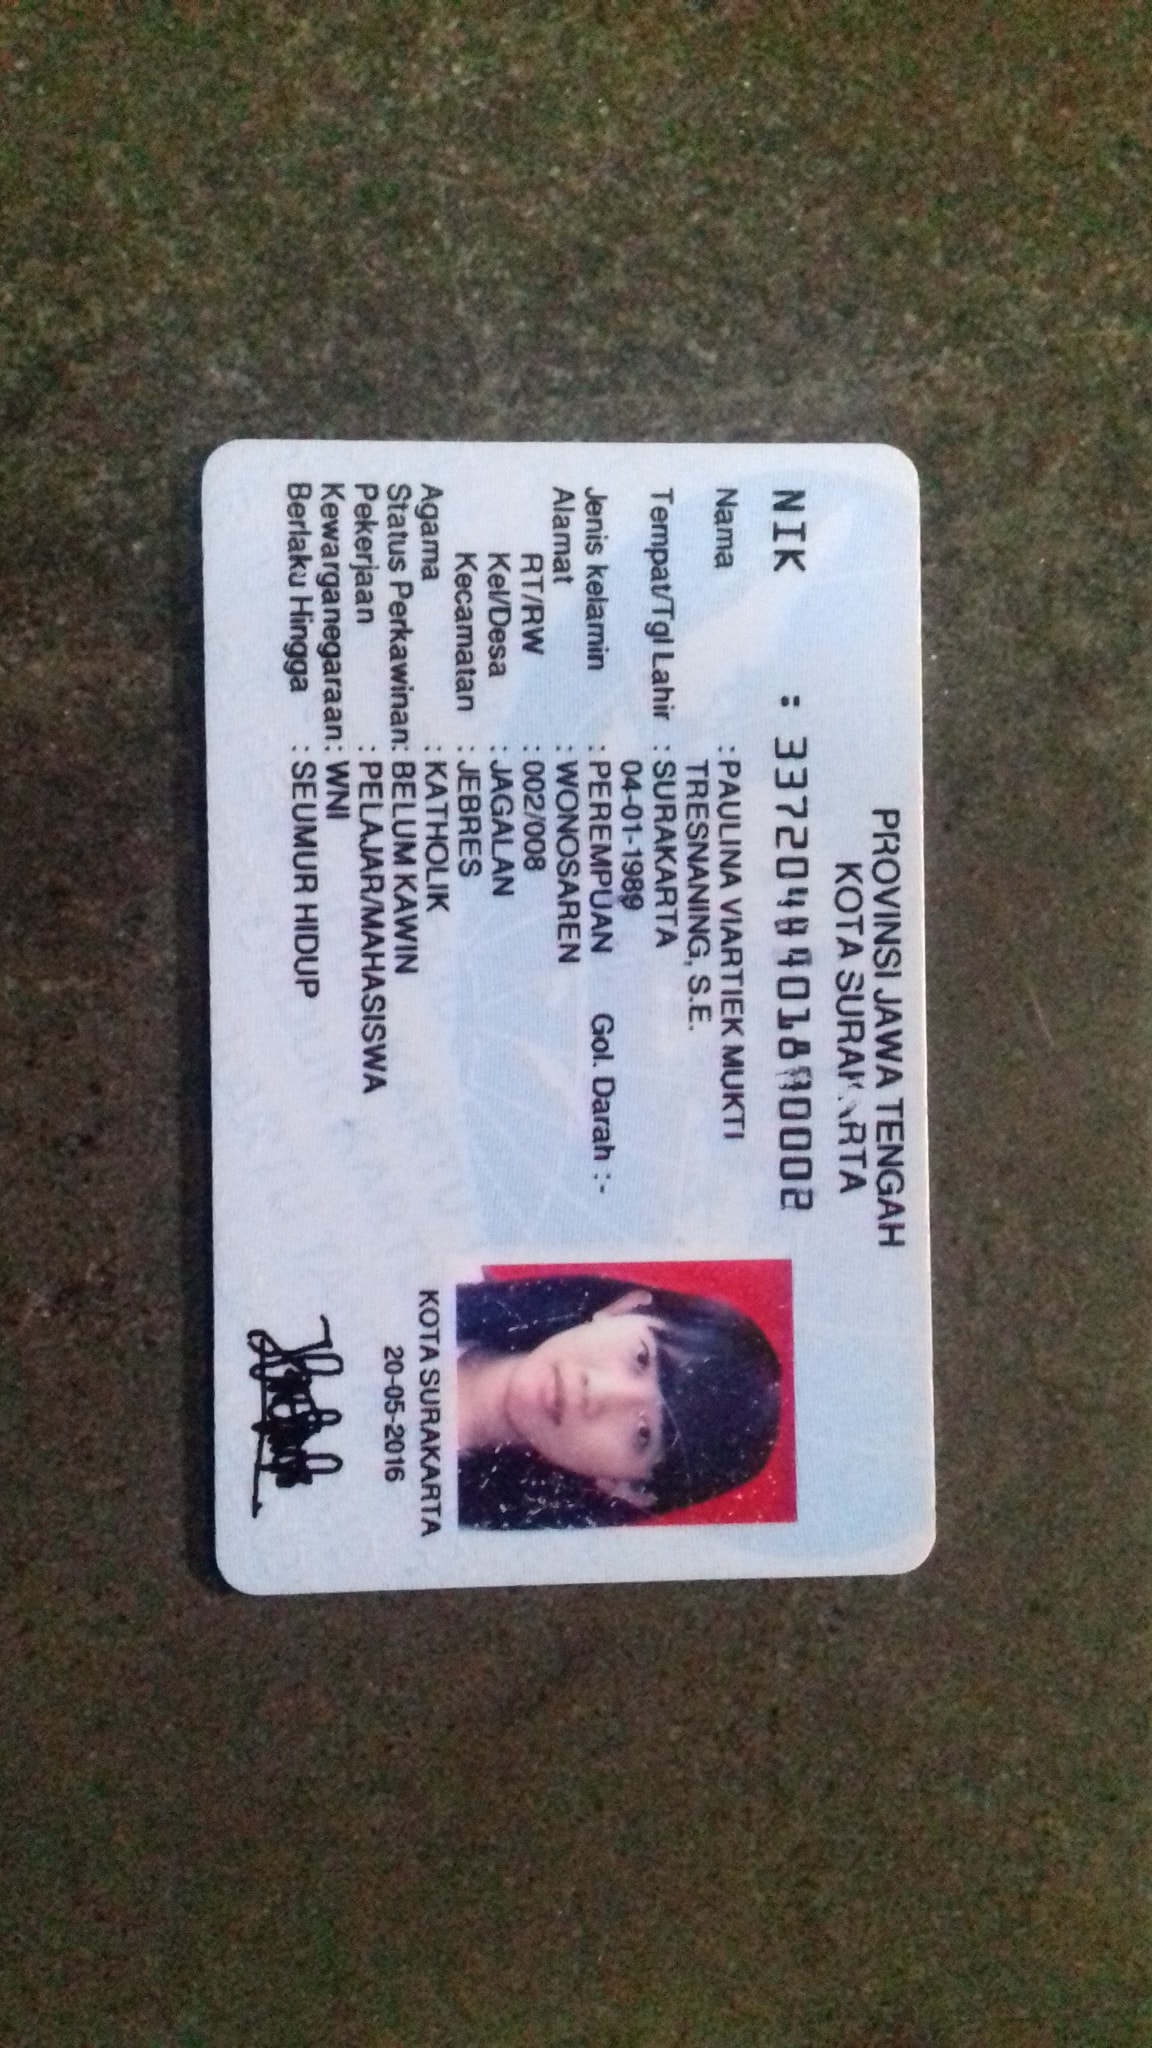 PROVINSI JAWA TENGAH
KOTA SURAKARTA
NIK :
Nama : PAULINA VIARTIEK MUKTI
TRESNANING, S.E.
Tempat/Tgl Lahir : SURAKARTA
04-01-1989
Jenis kelamin : PEREMPUAN Gol. Darah : -
Alamat : WONOSAREN
RT/RW : 002/008
Kel/Desa : JAGALAN
Kecamatan : JEBRES
Agama : KATHOLIK
Status Perkawinan: BELUM KAWIN
Pekerjaan : PELAJAR/MAHASISWA
Kewarganegaraan: WNI
Berlaku Hingga : SEUMUR HIDUP
KOTA SURAKARTA
20-05-2016